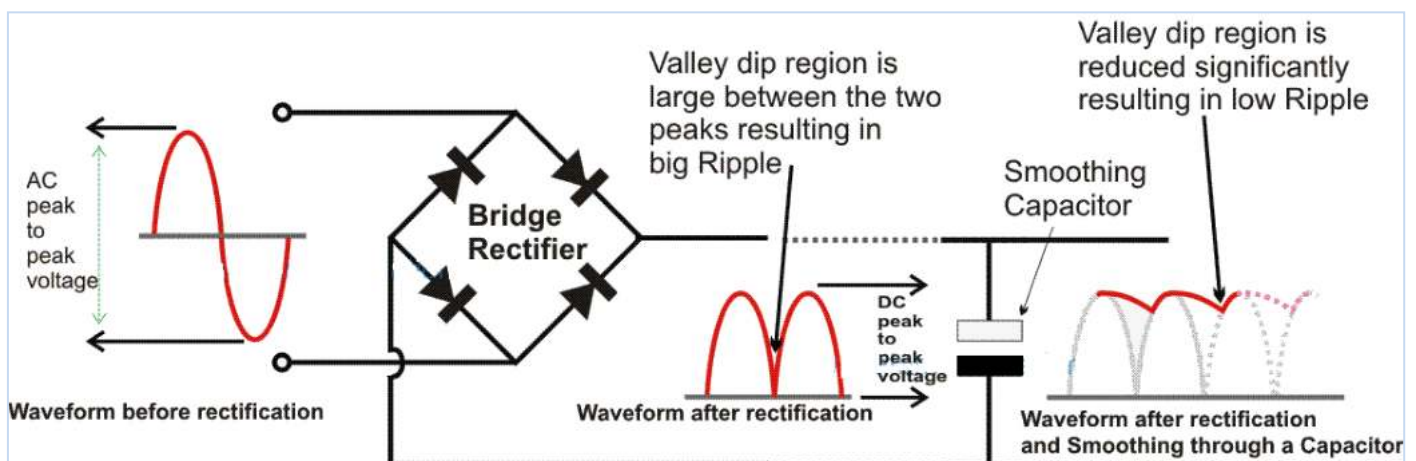 Valley dip region is
large between the two
peaks resulting in
big Ripple
Valley dip region is
reduced significantly
resulting in low Ripple
AC
peak
to
peak
voltage
Bridge
Rectifier
Smoothing
Capacitor
DC
peak
to
peak
voltage
Waveform before rectification
Waveform after rectification
Waveform after rectification
and Smoothing through a Capacitor